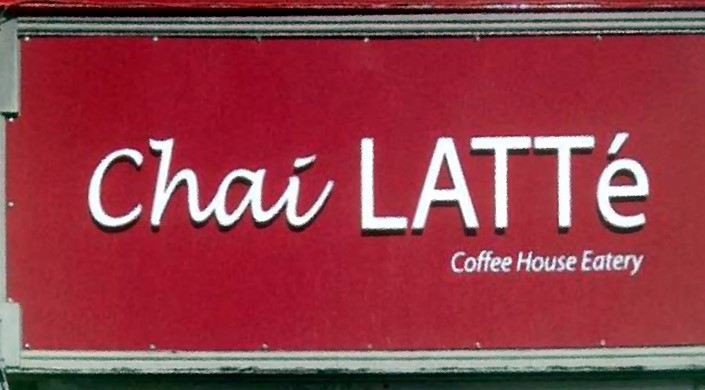 Chai LATTé
Coffee House Eatery